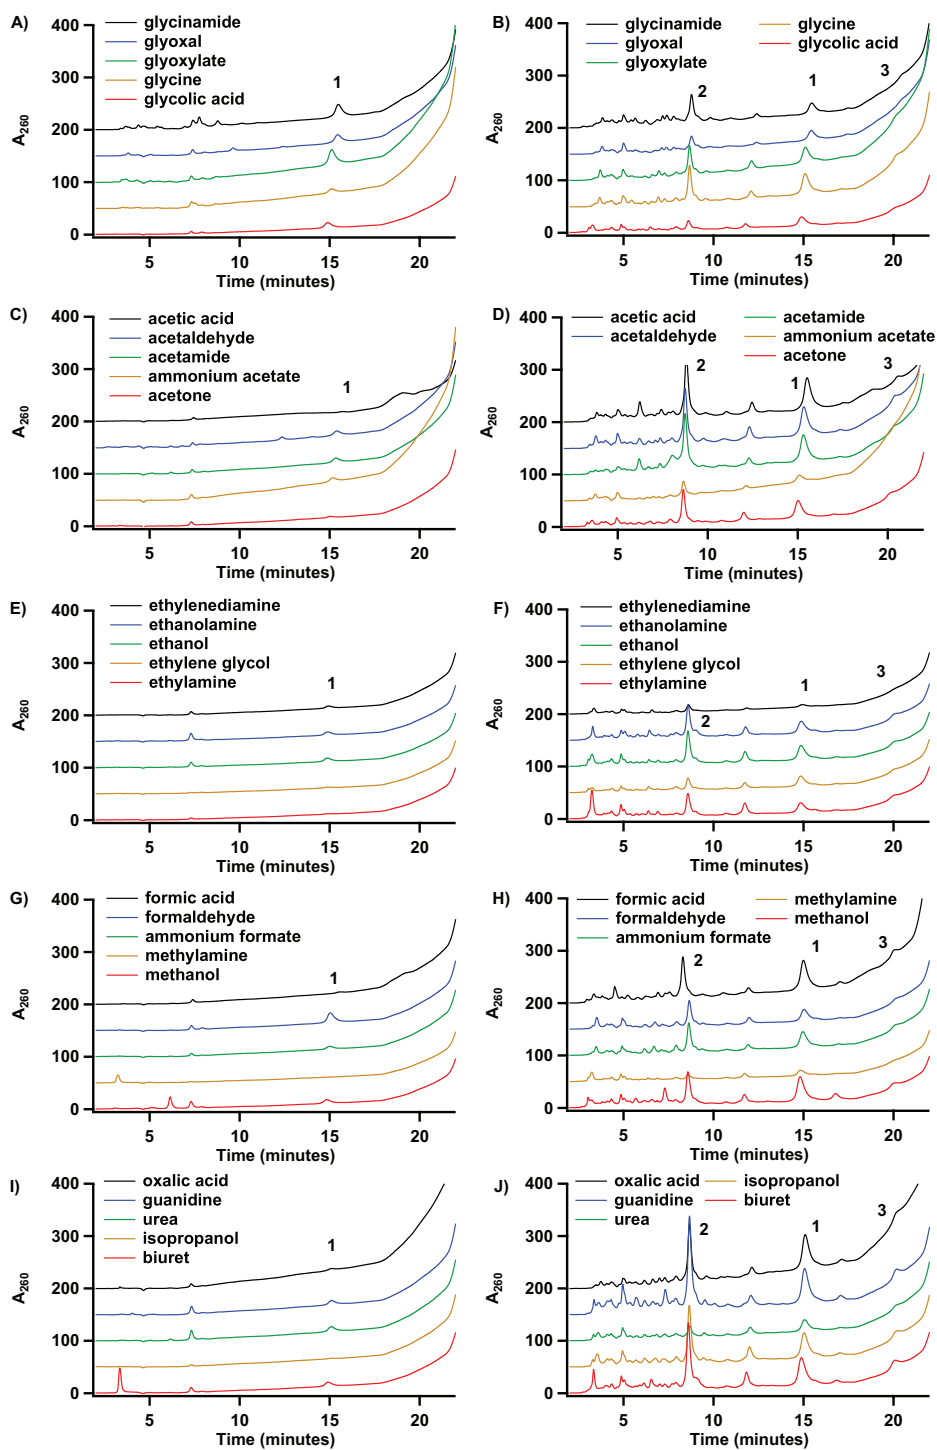 A)
glycinamide
glyoxal
glyoxylate
glycine
glycolic acid
1
400
300
200
100
0
A260
5 10 15 20
Time (minutes)
B)
glycinamide glycine
glyoxal glycolic acid
glyoxylate
2 1 3
400
300
200
100
0
A260
5 10 15 20
Time (minutes)
C)
acetic acid
acetaldehyde
acetamide
ammonium acetate
acetone
1
400
300
200
100
0
A260
5 10 15 20
Time (minutes)
D)
acetic acid acetamide
acetaldehyde ammonium acetate
acetone
2 1 3
400
300
200
100
0
A260
5 10 15 20
Time (minutes)
E)
ethylenediamine
ethanolamine
ethanol
ethylene glycol
ethylamine
1
400
300
200
100
0
A260
5 10 15 20
Time (minutes)
F)
ethylenediamine
ethanolamine
ethanol
ethylene glycol
ethylamine
2 1 3
400
300
200
100
0
A260
5 10 15 20
Time (minutes)
G)
formic acid
formaldehyde
ammonium formate
methylamine
methanol
1
400
300
200
100
0
A260
5 10 15 20
Time (minutes)
H)
formic acid methylamine
formaldehyde methanol
ammonium formate
2 1 3
400
300
200
100
0
A260
5 10 15 20
Time (minutes)
I)
oxalic acid
guanidine
urea
isopropanol
biuret
1
400
300
200
100
0
A260
5 10 15 20
Time (minutes)
J)
oxalic acid isopropanol
guanidine biuret
urea
2 1 3
400
300
200
100
0
A260
5 10 15 20
Time (minutes)